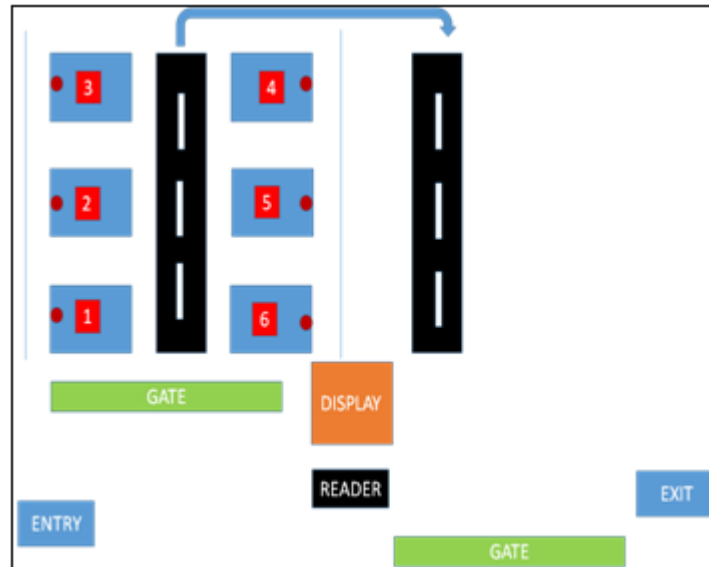 3
4
2
5
1
6
GATE
DISPLAY
READER
EXIT
ENTRY
GATE